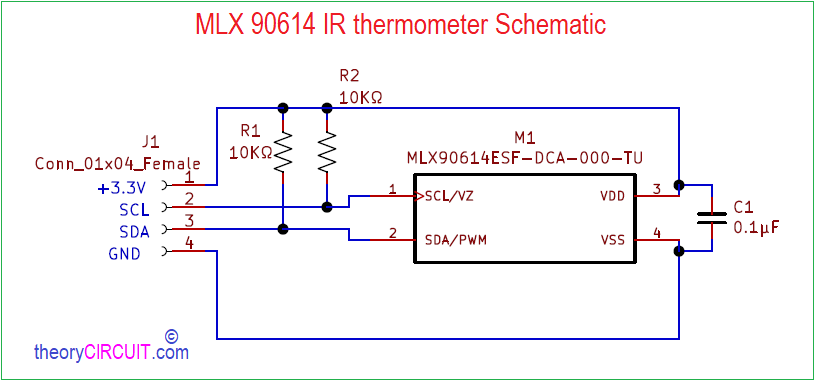 MLX 90614 IR thermometer Schematic
R2
10KΩ
R1
10KΩ
J1
Conn_01x04_Female
M1
MLX90614ESF-DCA-000-TU
+3.3V 1
SCL 2
SDA 3
GND 4
1 SCL/VZ VDD 3
2 SDA/PWM VSS 4
C1
0.1µF
©
theoryCIRCUIT.com